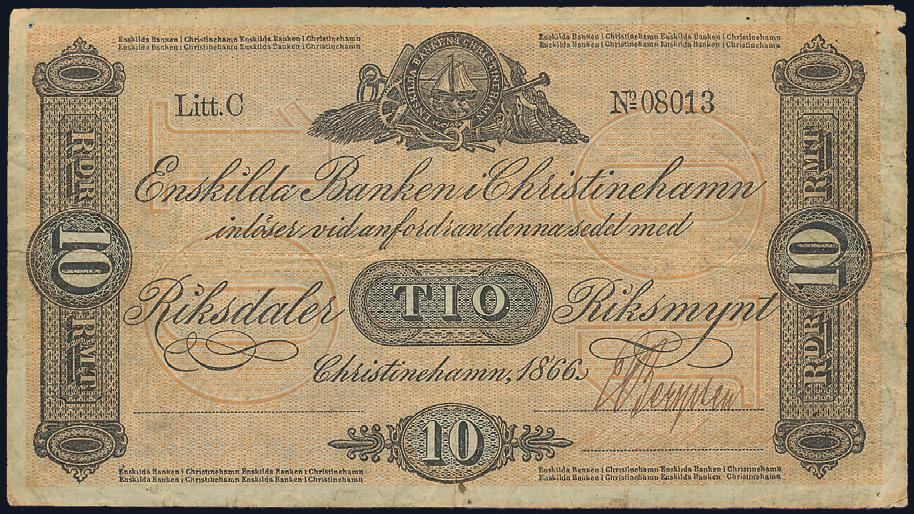 Enskilda Banken i Christinehamn Enskilda Banken i Christinehamn
Enskilda Banken i Christinehamn Enskilda Banken i Christinehamn
Enskilda Banken i Christinehamn Enskilda Banken i Christinehamn
Enskilda Banken i Christinehamn Enskilda Banken i Christinehamn
ENSKILDA BANKEN I CHRISTINEHAMN
Litt. C
Nº 08013
Enskilda Banken i Christinehamn
inlöser vid anfordran denna sedel med
Riksdaler TIO Riksmynt
Christinehamn, 1866.
10
RDR 10 RMT
RDR 10 RMT
Enskilda Banken i Christinehamn Enskilda Banken i Christinehamn
Enskilda Banken i Christinehamn Enskilda Banken i Christinehamn
Enskilda Banken i Christinehamn Enskilda Banken i Christinehamn
Enskilda Banken i Christinehamn Enskilda Banken i Christinehamn